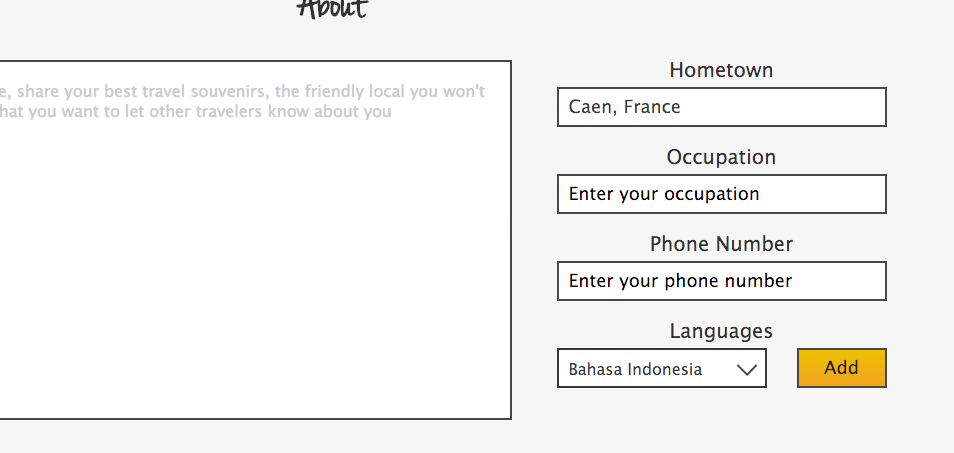 About
e, share your best travel souvenirs, the friendly local you won't
hat you want to let other travelers know about you
Hometown
Caen, France
Occupation
Enter your occupation
Phone Number
Enter your phone number
Languages
Bahasa Indonesia
Add